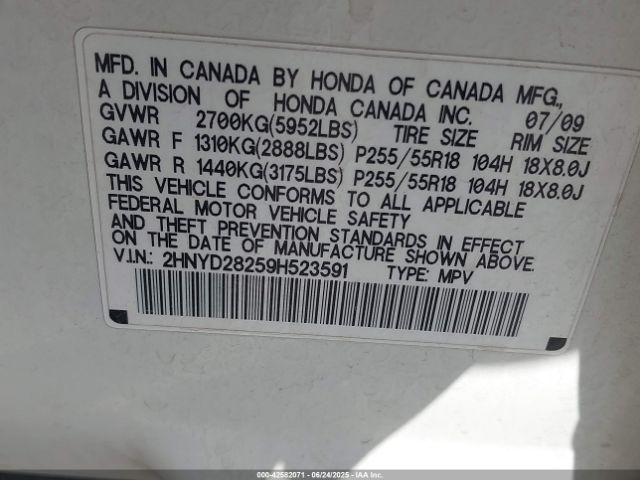 MFD. IN CANADA BY HONDA OF CANADA MFG.,
A DIVISION OF HONDA CANADA INC. 07/09
GVWR 2700KG(5952LBS) TIRE SIZE RIM SIZE
GAWR F 1310KG(2888LBS) P255/55R18 104H 18X8.0J
GAWR R 1440KG(3175LBS) P255/55R18 104H 18X8.0J
THIS VEHICLE CONFORMS TO ALL APPLICABLE
FEDERAL MOTOR VEHICLE SAFETY
AND THEFT PREVENTION STANDARDS IN EFFECT
ON THE DATE OF MANUFACTURE SHOWN ABOVE.
V.I.N.: 2HNYD28259H523591 TYPE: MPV
000-42582071 - 06/24/2025 - IAAI.COM